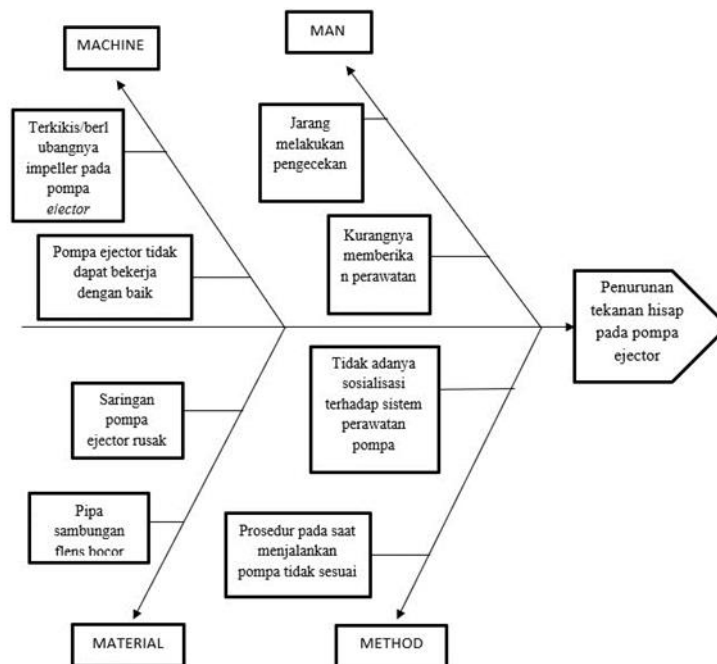 MACHINE
MAN
Terkikis/berl
ubangnya
impeller pada
pompa
ejector
Jarang
melakukan
pengecekan
Pompa ejector tidak
dapat bekerja
dengan baik
Kurangnya
memberika
n perawatan
Penurunan
tekanan hisap
pada pompa
ejector
Saringan
pompa
ejector rusak
Tidak adanya
sosialisasi
terhadap sistem
perawatan
pompa
Pipa
sambungan
flens bocor
Prosedur pada saat
menjalankan
pompa tidak sesuai
MATERIAL
METHOD